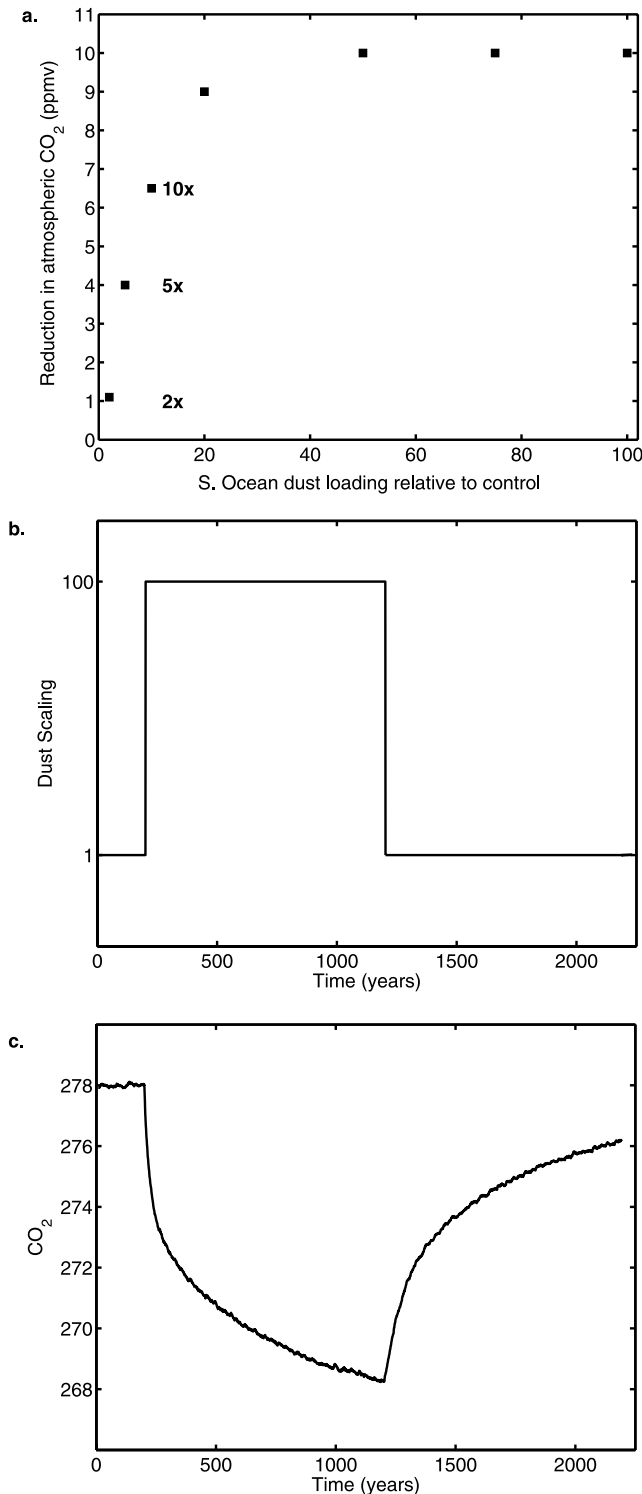 a.
11
10
9
8
7
6
5
4
3
2
1
0
Reduction in atmospheric CO₂ (ppmv)
10x
5x
2x
0 20 40 60 80 100
S. Ocean dust loading relative to control
b.
100
1
Dust Scaling
0 500 1000 1500 2000
Time (years)
c.
278
276
274
272
270
268
CO₂
0 500 1000 1500 2000
Time (years)